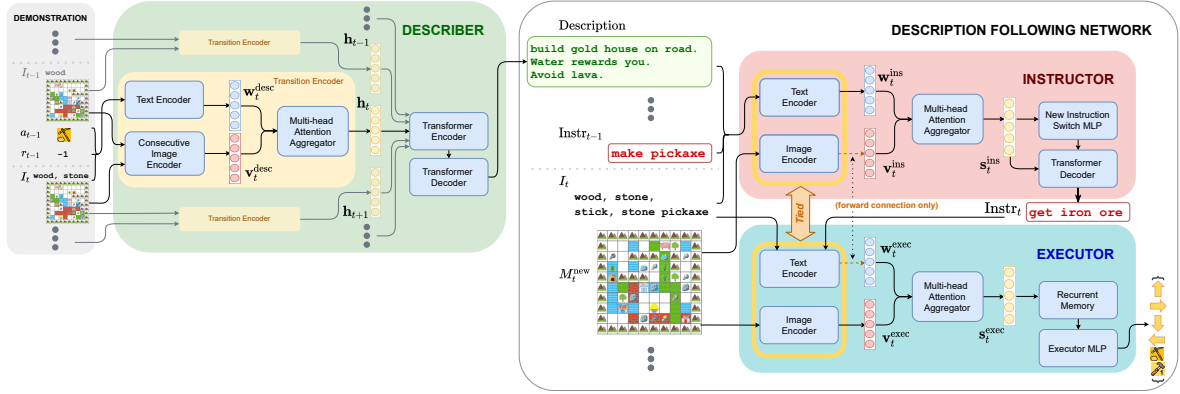 DEMONSTRATION
I_{t-1} wood
a_{t-1}
r_{t-1} -1
I_t wood, stone
DESCRIBER
Transition Encoder
h_{t-1}
Transition Encoder
Text Encoder
w_t^{desc}
Consecutive
Image
Encoder
v_t^{desc}
Multi-head
Attention
Aggregator
h_t
Transition Encoder
h_{t+1}
Transformer
Encoder
Transformer
Decoder
DESCRIPTION FOLLOWING NETWORK
Description
build gold house on road.
Water rewards you.
Avoid lava.
Instr_{t-1}
make pickaxe
I_t
wood, stone,
stick, stone pickaxe
M_t^{new}
INSTRUCTOR
Text
Encoder
w_t^{ins}
Image
Encoder
v_t^{ins}
Multi-head
Attention
Aggregator
s_t^{ins}
New Instruction
Switch MLP
Transformer
Decoder
Tied
(forward connection only)
Instr_t
get iron ore
EXECUTOR
Text
Encoder
w_t^{exec}
Image
Encoder
v_t^{exec}
Multi-head
Attention
Aggregator
s_t^{exec}
Recurrent
Memory
Executor MLP
{
}